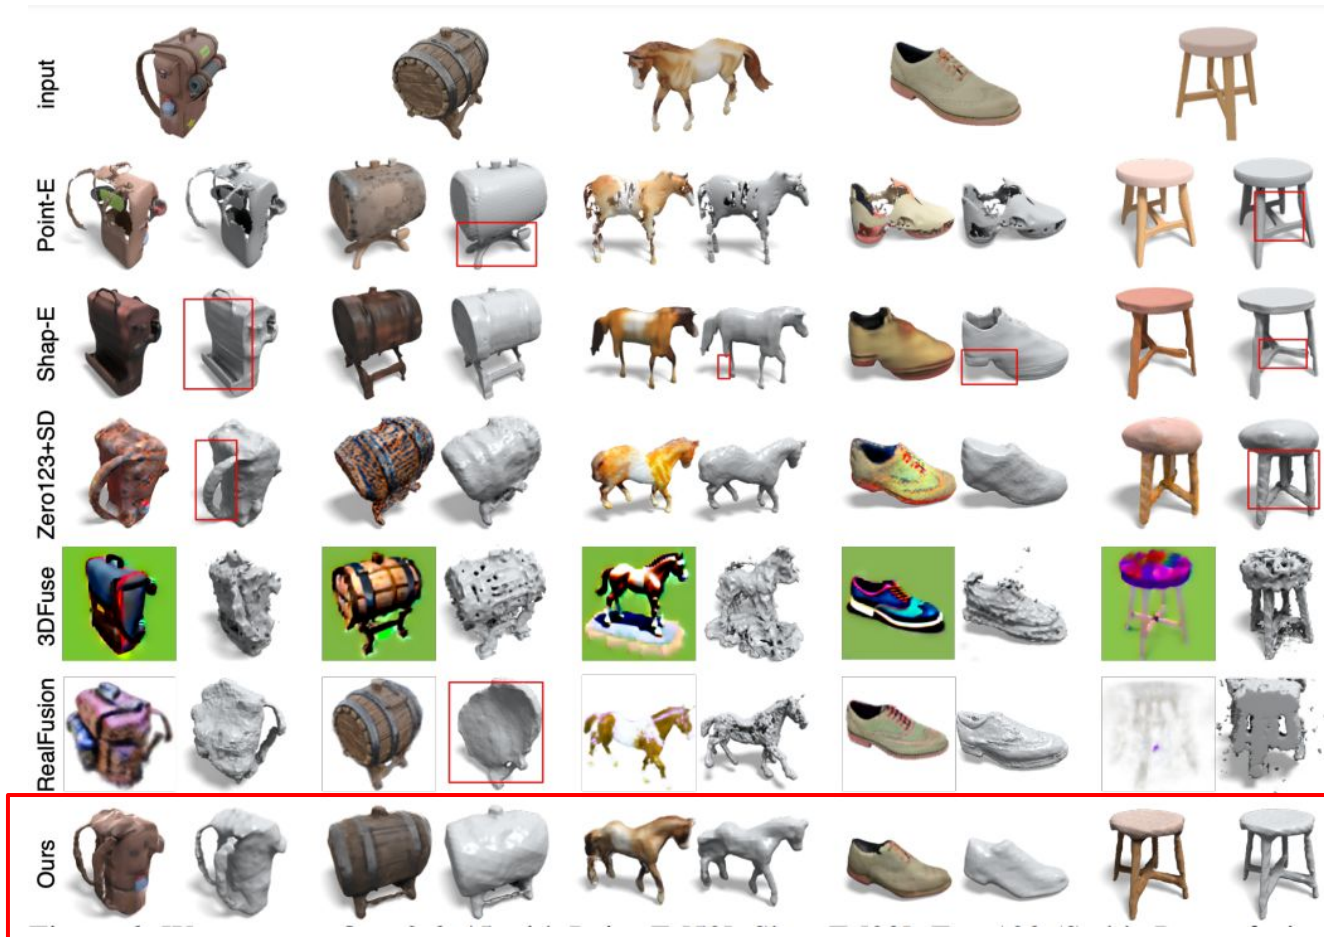 input
Point-E
Shap-E
Zero123+SD
3DFuse
RealFusion
Ours